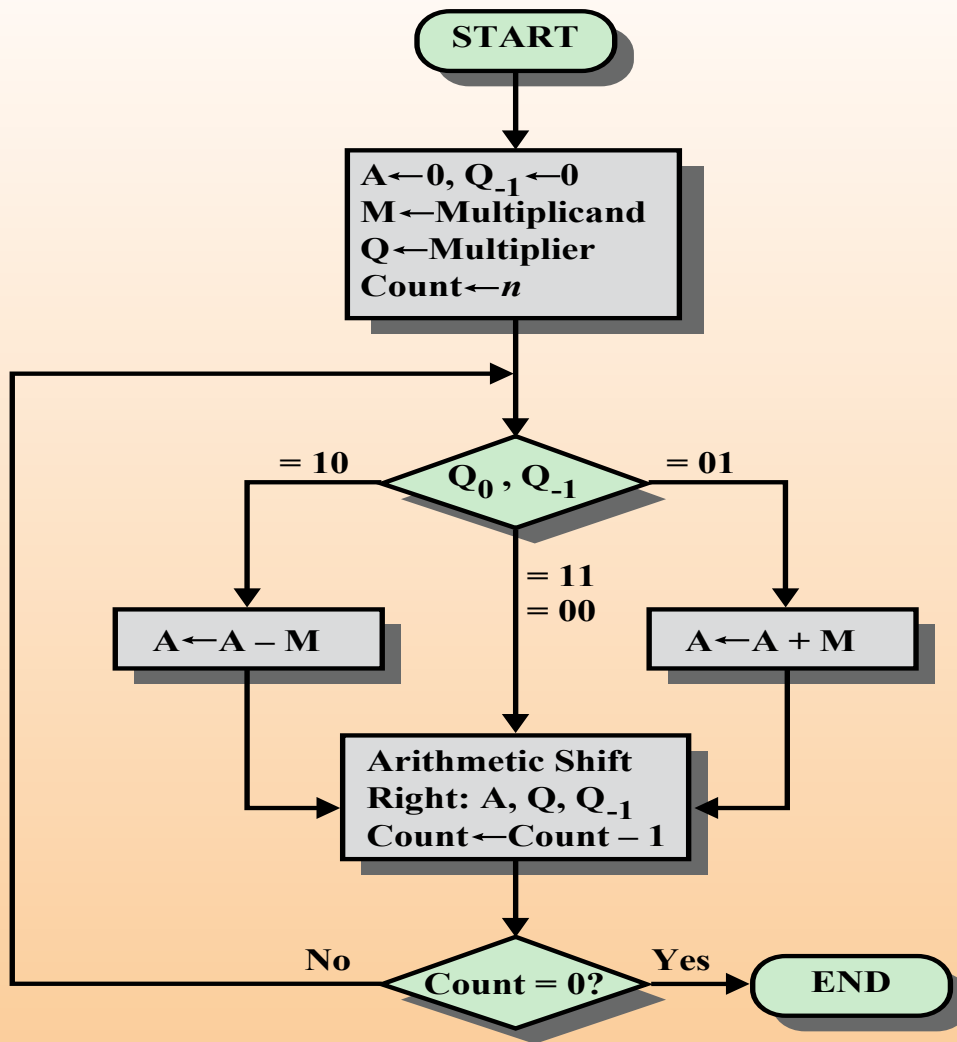 START
A←0, Q₋₁←0
M←Multiplicand
Q←Multiplier
Count←n
= 10
Q₀ , Q₋₁
= 01
= 11
= 00
A←A – M
A←A + M
Arithmetic Shift
Right: A, Q, Q₋₁
Count←Count – 1
No
Count = 0?
Yes
END